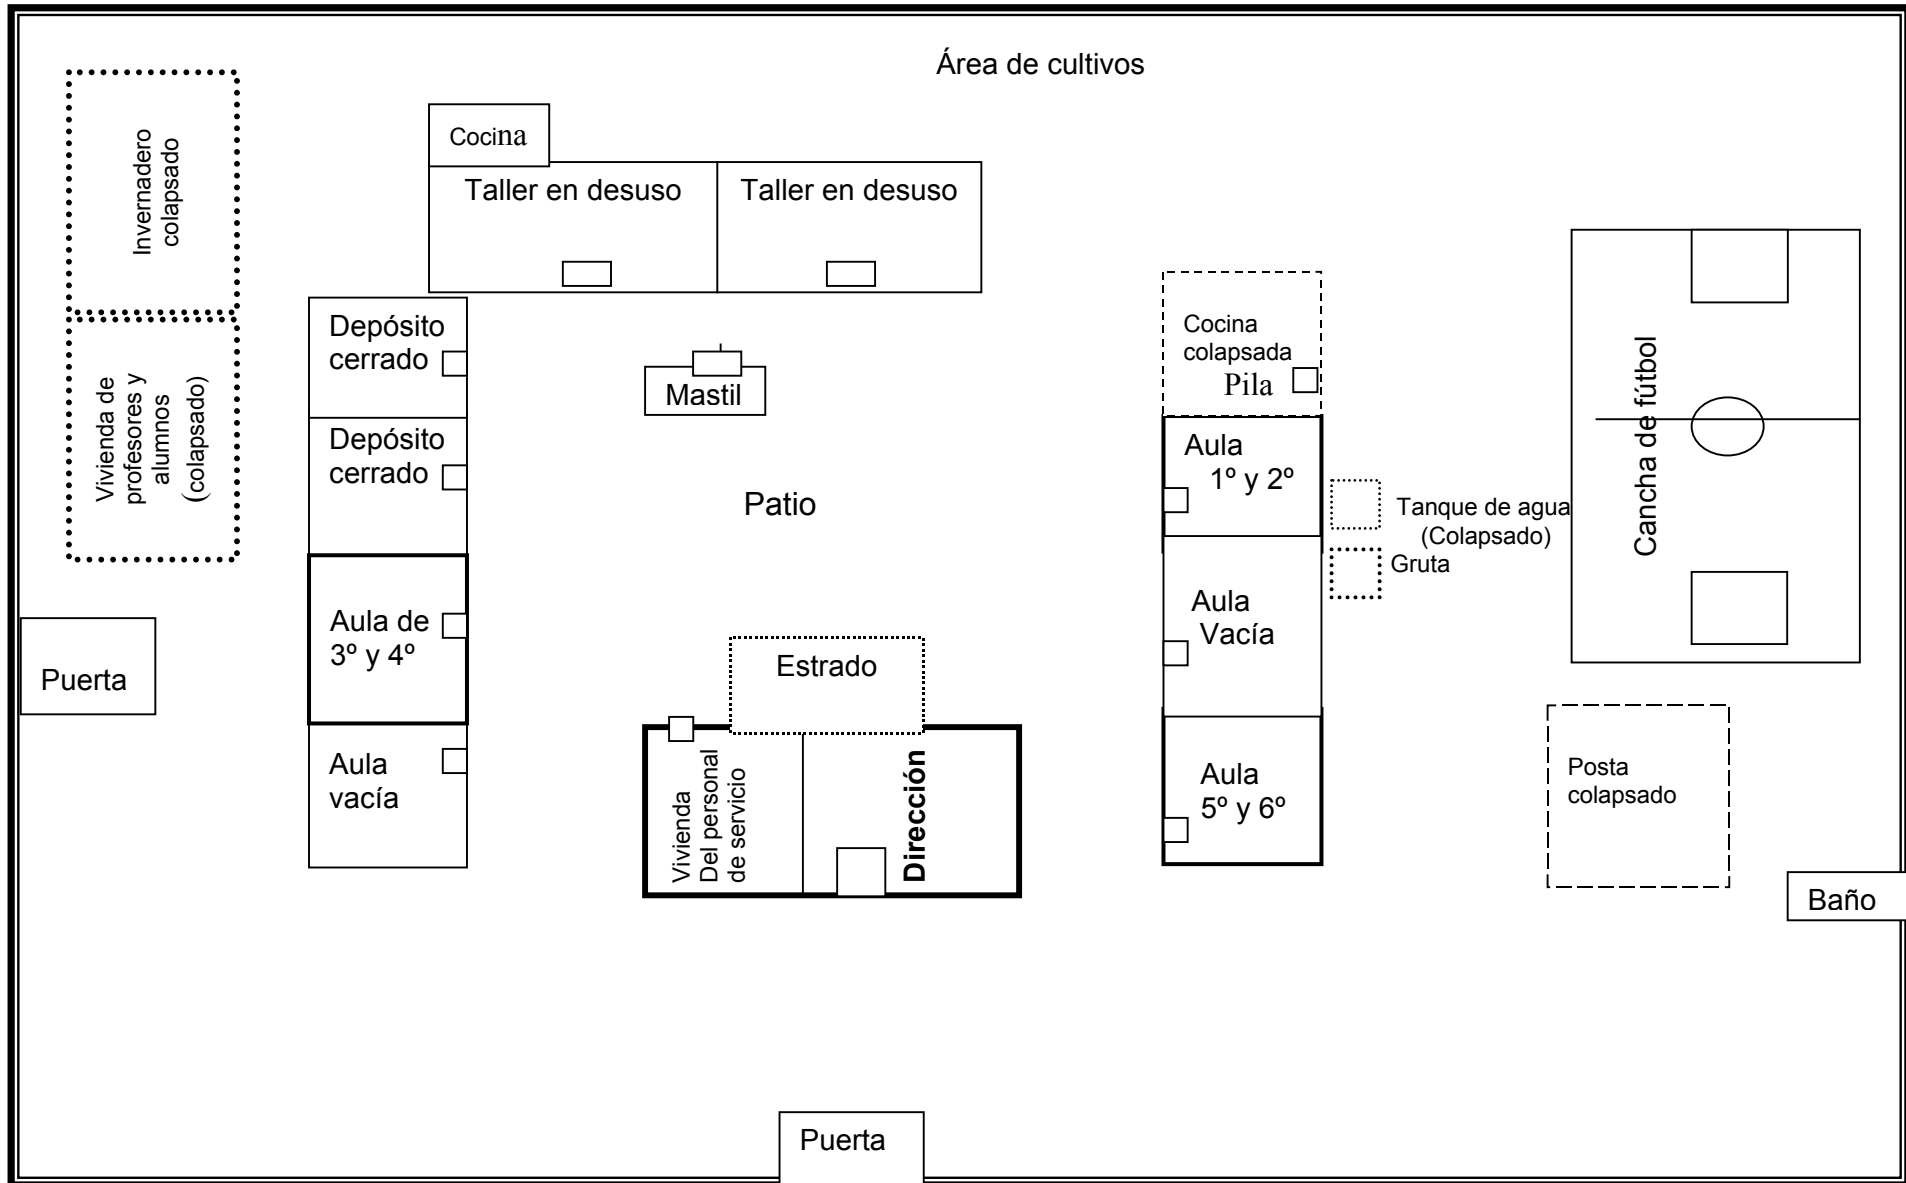 Área de cultivos
Invernadero
colapsado
Cocina
Taller en desuso
Taller en desuso
Vivienda de
profesores y
alumnos
(colapsado)
Depósito
cerrado
Mastil
Cocina
colapsada
Pila
Cancha de fútbol
Depósito
cerrado
Patio
Aula
1º y 2º
Tanque de agua
(Colapsado)
Gruta
Aula de
3º y 4º
Aula
Vacía
Puerta
Estrado
Aula
vacía
Vivienda
Del personal
de servicio
Dirección
Aula
5º y 6º
Posta
colapsado
Baño
Puerta